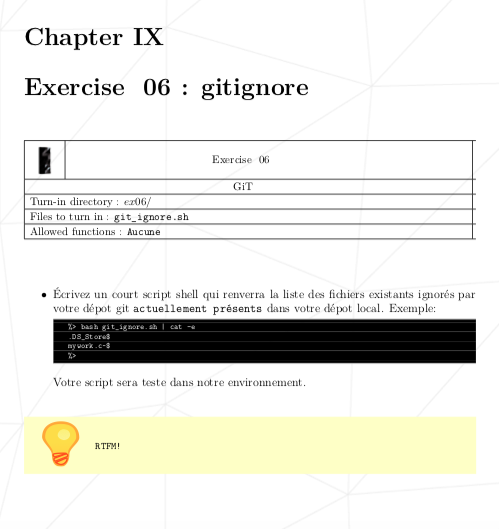 Chapter IX
Exercise 06 : gitignore
Exercise 06
GiT
Turn-in directory : ex06/
Files to turn in : git_ignore.sh
Allowed functions : Aucune
• Écrivez un court script shell qui renverra la liste des fichiers existants ignorés par
votre dépot git actuellement présents dans votre dépot local. Exemple:
%> bash git_ignore.sh | cat -e
.DS_Store$
mywork.c~$
%>
Votre script sera teste dans notre environnement.
RTFM!